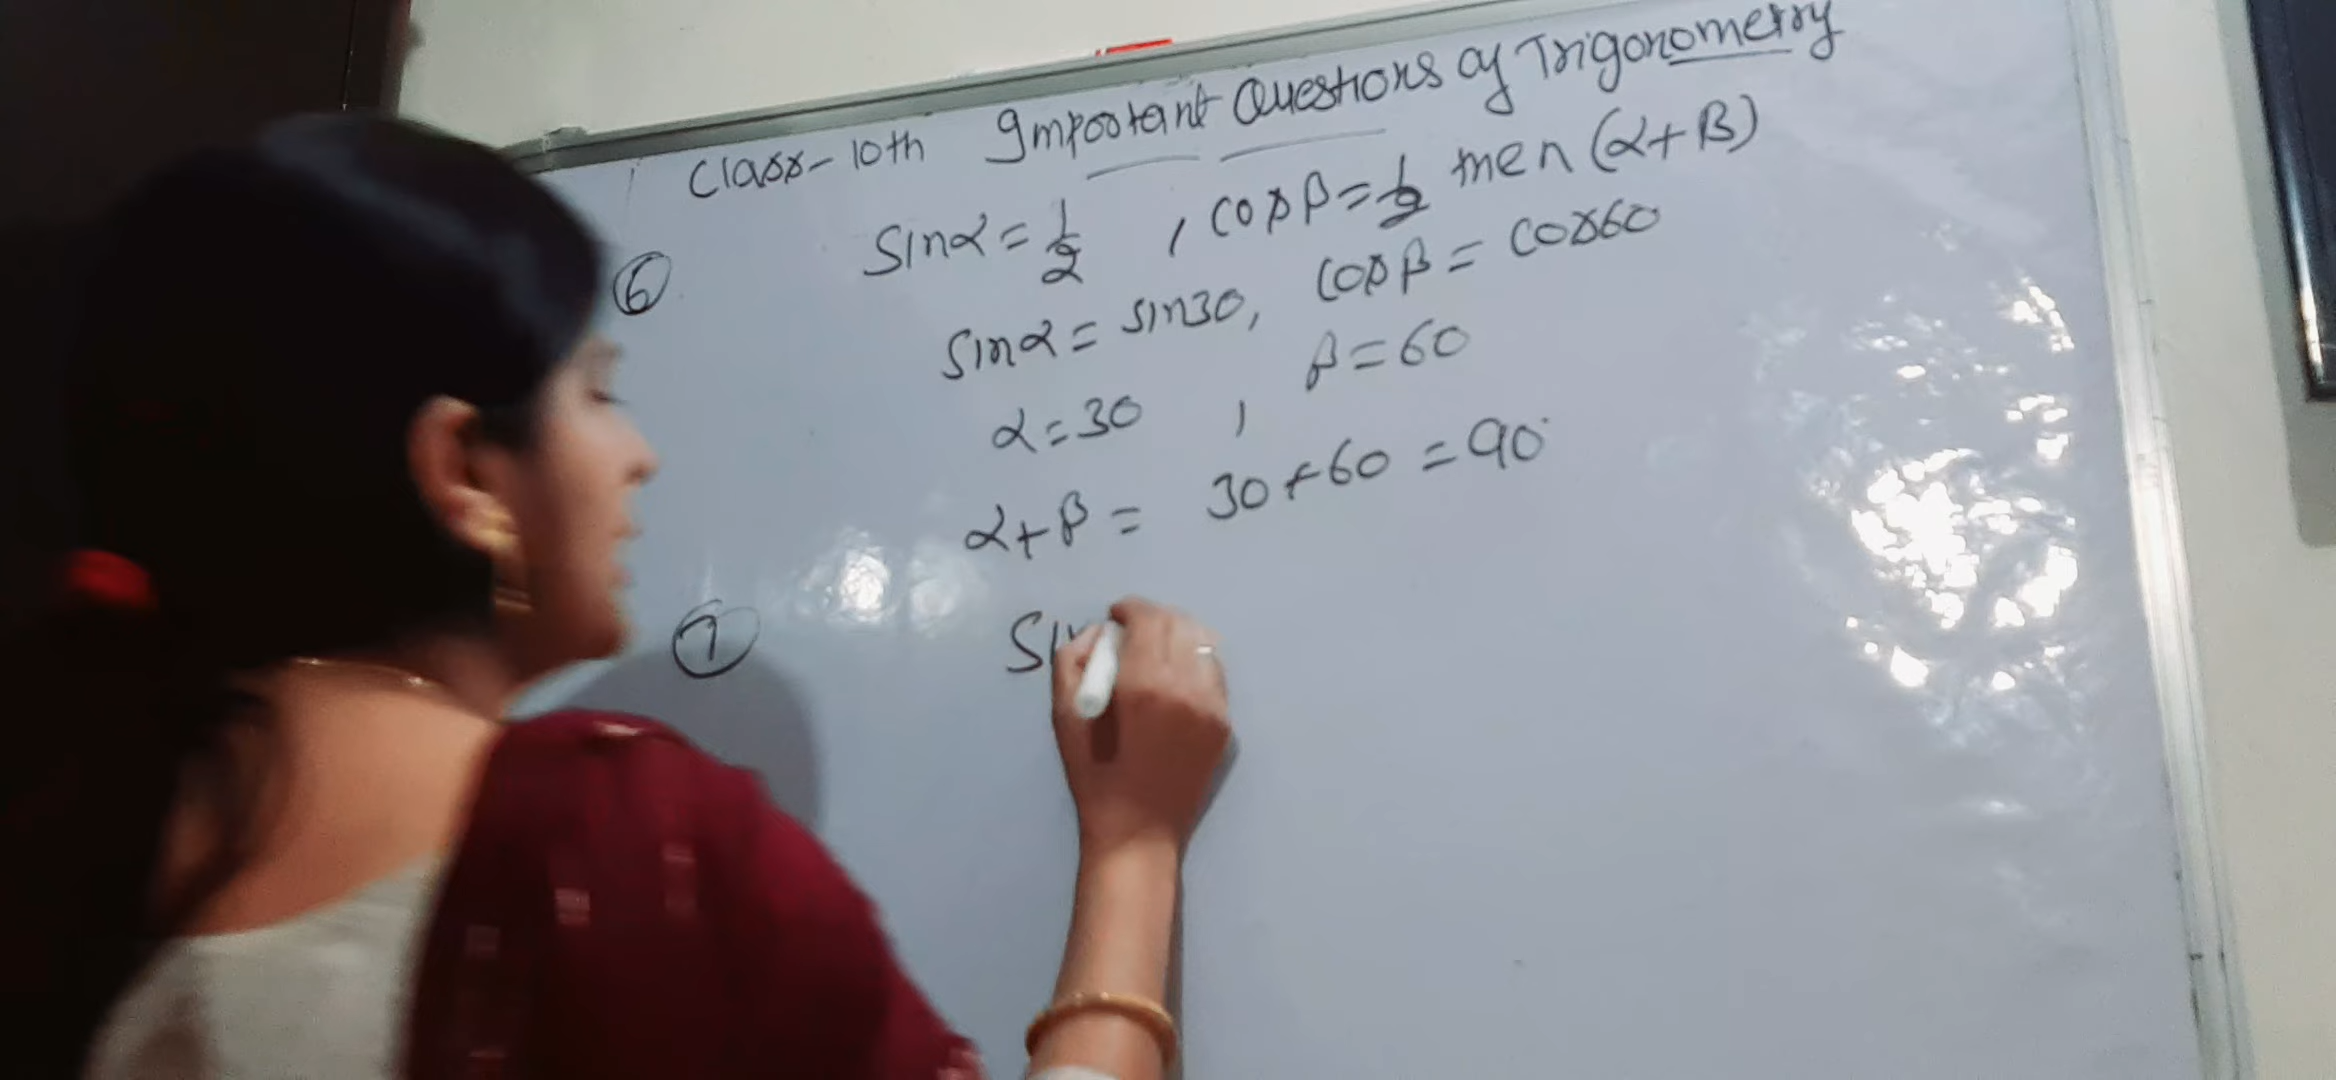 Class-10th Important Questions of Trigonometry
⑥ Sinα = 1/2 , cosβ = 1/2 then (α+β)
Sinα = sin30, cosβ = cos60
α=30 , β=60
α+β = 30+60 = 90°
⑦ Sin